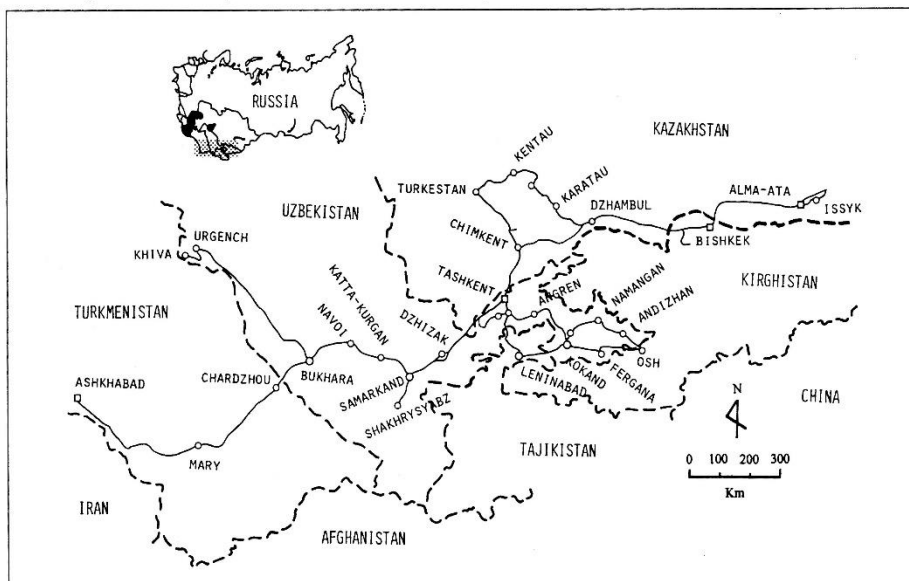 RUSSIA
KAZAKHSTAN
KENTAU
TURKESTAN
KARATAU
ALMA-ATA
DZHAMBUL
ISSYK
UZBEKISTAN
CHIMKENT
BISHKEK
URGENCH
KHIVA
TASHKENT
ANGREN
NAMANGAN
KIRGHISTAN
ANDIZHAN
TURKMENISTAN
KATTA-KURGAN
NAVOI
DZHIZAK
OSH
CHARDZHOU
BUKHARA
SAMARKAND
KOKAND
FERGANA
LENINABAD
ASHKHABAD
SHAKHRYSYABZ
CHINA
N
TAJIKISTAN
MARY
0 100 200 300
Km
IRAN
AFGHANISTAN